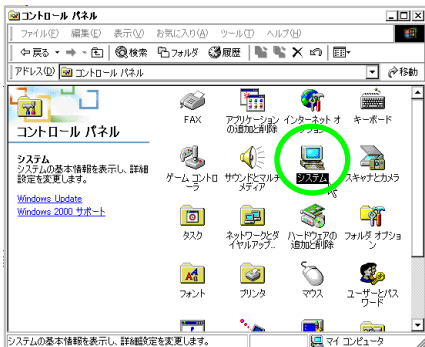 コントロール パネル
ファイル(F) 編集(E) 表示(V) お気に入り(A) ツール(T) ヘルプ(H)
戻る 検索 フォルダ 履歴
アドレス(D) コントロール パネル 移動
コントロール パネル
システム
システムの基本情報を表示し、詳細
設定を変更します。
Windows Update
Windows 2000 サポート
FAX
アプリケーション
の追加と削除
インターネット オ
プション
キーボード
ゲーム コントロ
ーラ
サウンドとマルチ
メディア
システム
スキャナとカメラ
タスク
ネットワークとダ
イヤルアップ...
ハードウェアの
追加と削除
フォルダ オプショ
ン
フォント
プリンタ
マウス
ユーザーとパス
ワード
システムの基本情報を表示し、詳細設定を変更します。
マイ コンピュータ